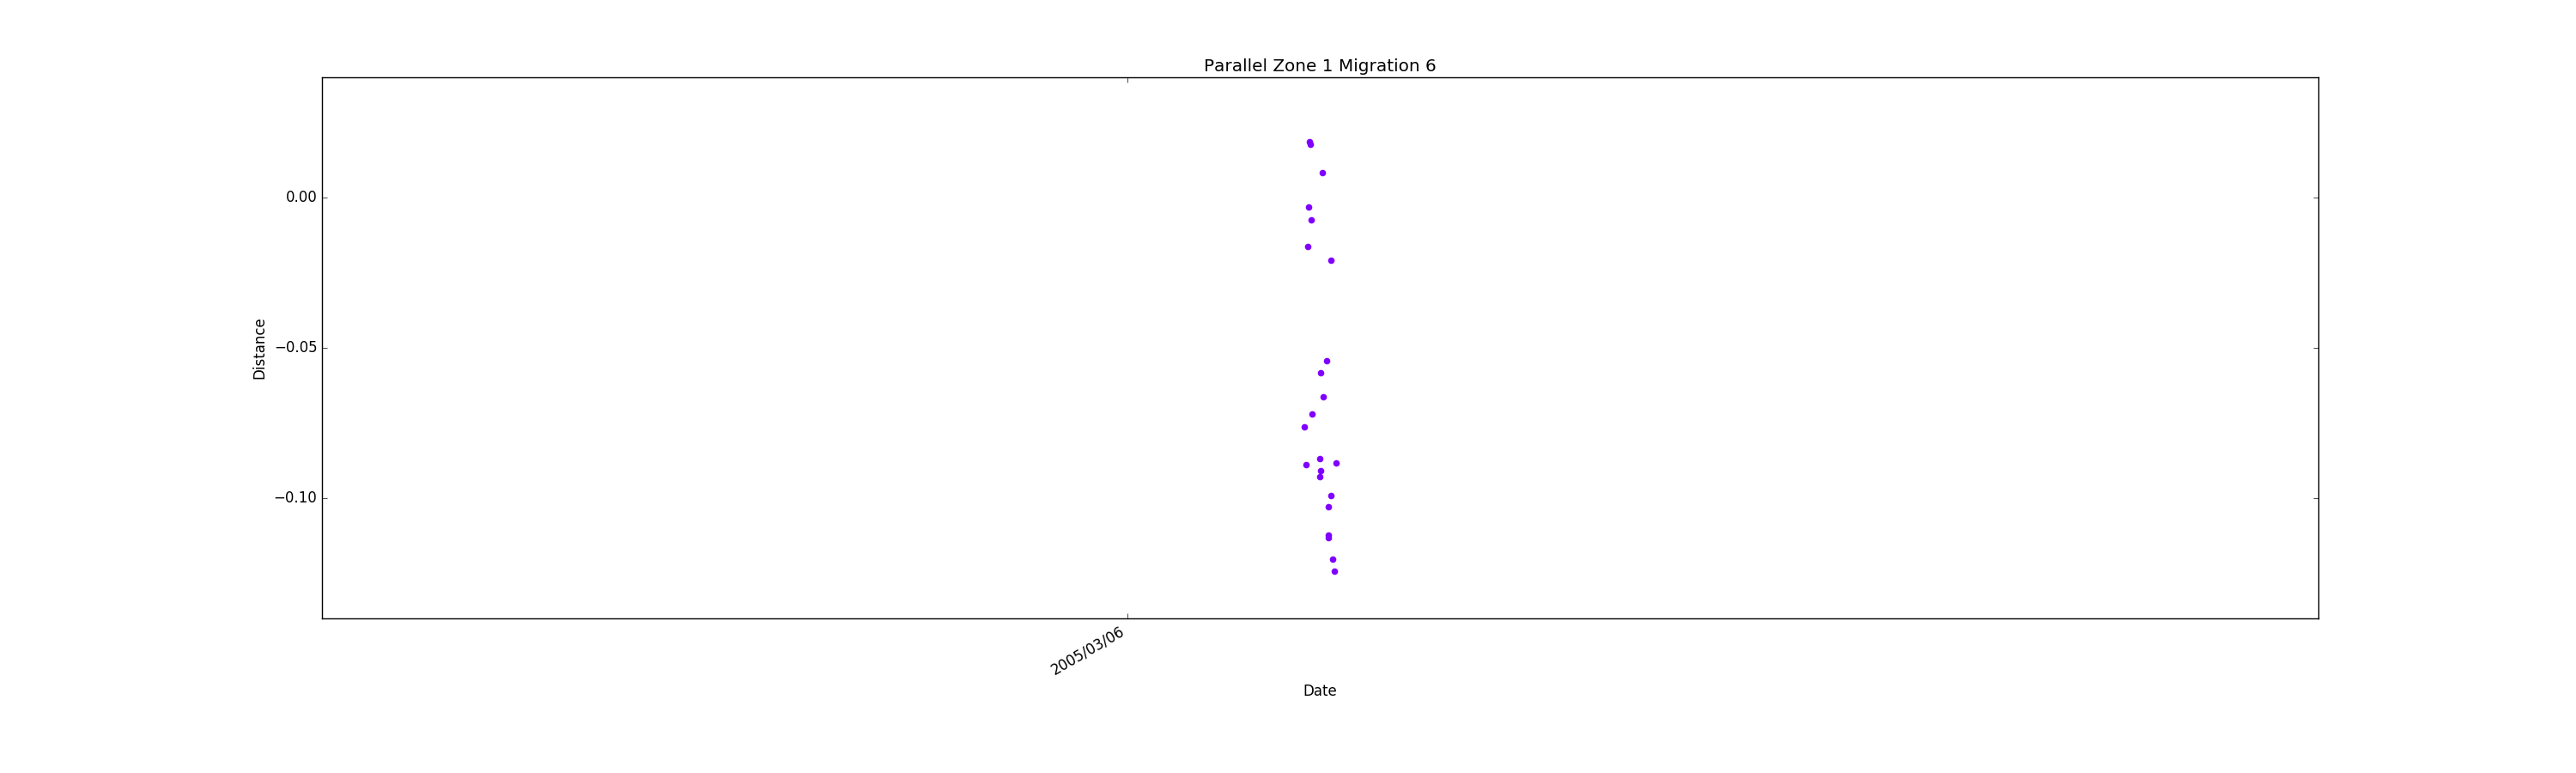 Parallel Zone 1 Migration 6
0.00
−0.05
−0.10
Distance
2005/03/06
Date